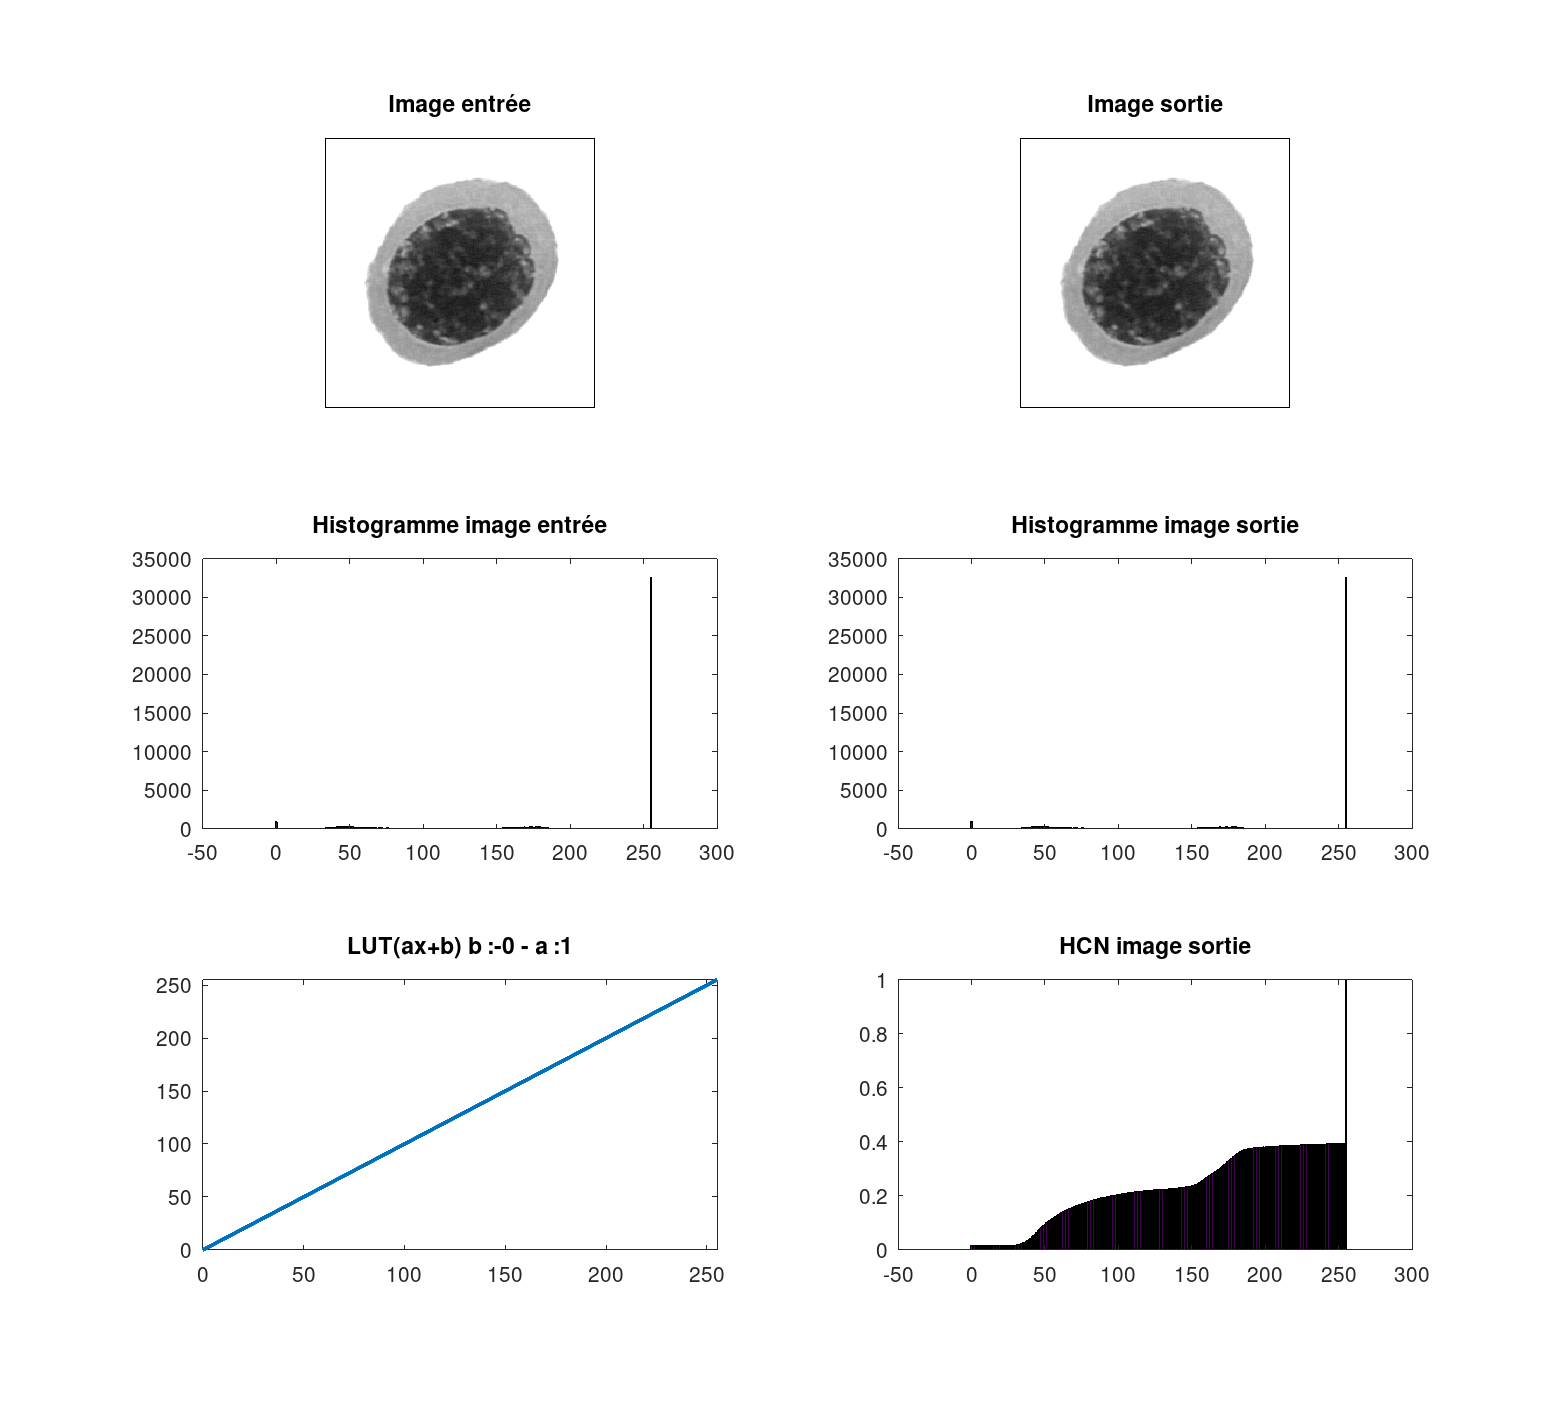 Image entrée
Image sortie
Histogramme image entrée
35000
30000
25000
20000
15000
10000
5000
0
-50 0 50 100 150 200 250 300
Histogramme image sortie
35000
30000
25000
20000
15000
10000
5000
0
-50 0 50 100 150 200 250 300
LUT(ax+b) b :-0 - a :1
250
200
150
100
50
0
0 50 100 150 200 250
HCN image sortie
1
0.8
0.6
0.4
0.2
0
-50 0 50 100 150 200 250 300